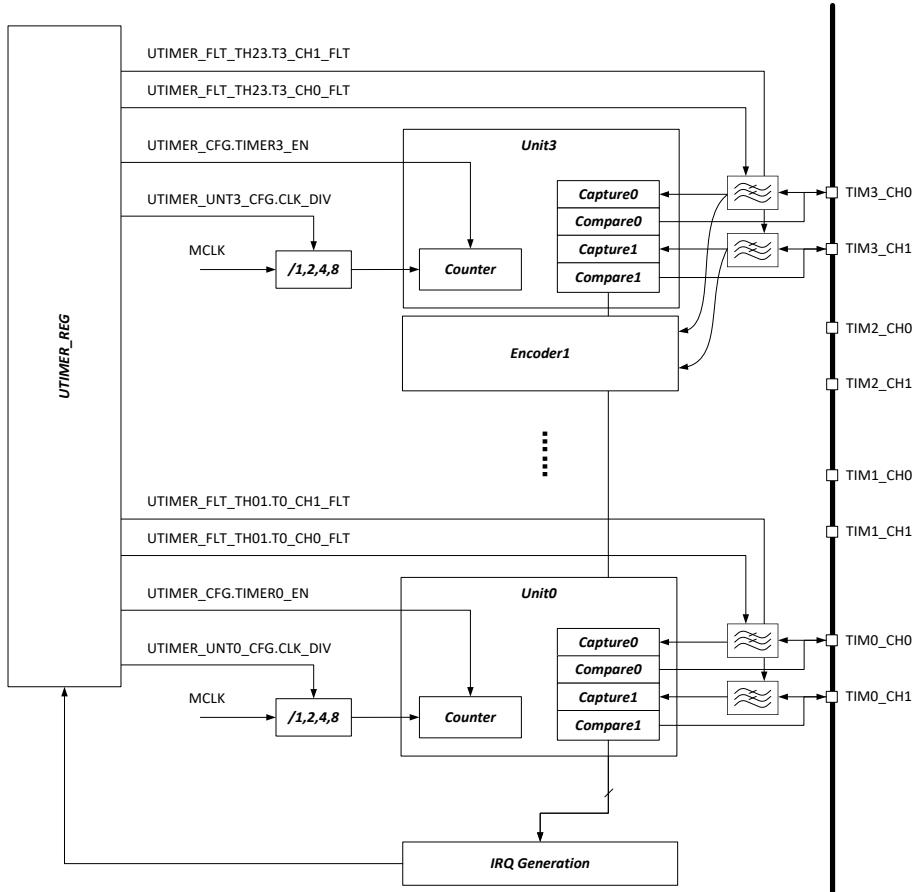 UTIMER_FLT_TH23.T3_CH1_FLT
UTIMER_FLT_TH23.T3_CH0_FLT
UTIMER_CFG.TIMER3_EN
Unit3
UTIMER_UNT3_CFG.CLK_DIV
Capture0
TIM3_CH0
Compare0
MCLK
Capture1
TIM3_CH1
/1,2,4,8
Counter
Compare1
TIM2_CH0
Encoder1
UTIMER_REG
TIM2_CH1
TIM1_CH0
UTIMER_FLT_TH01.T0_CH1_FLT
TIM1_CH1
UTIMER_FLT_TH01.T0_CH0_FLT
UTIMER_CFG.TIMER0_EN
Unit0
UTIMER_UNT0_CFG.CLK_DIV
Capture0
TIM0_CH0
Compare0
MCLK
Capture1
TIM0_CH1
/1,2,4,8
Counter
Compare1
IRQ Generation